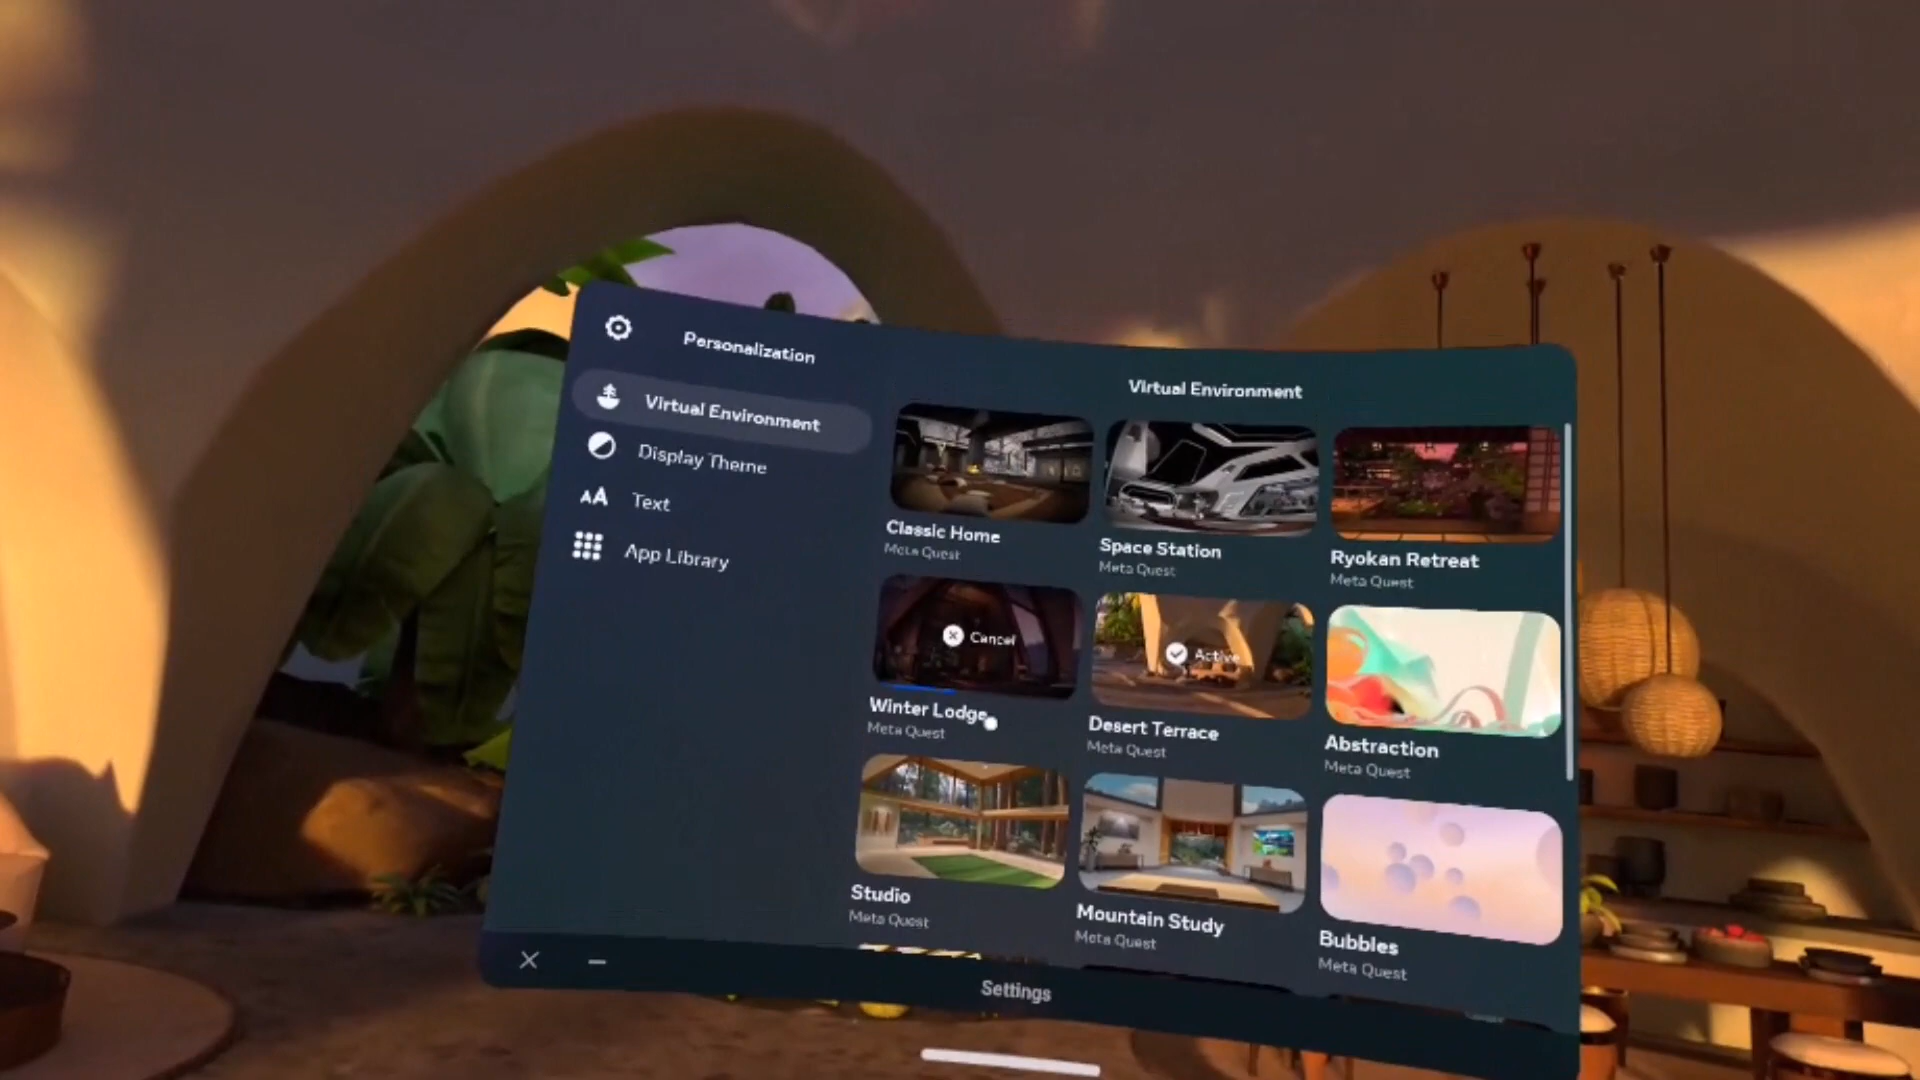 Personalization
Virtual Environment
Display Theme
AA Text
App Library
Virtual Environment
Classic Home
Meta Quest
Space Station
Meta Quest
Ryokan Retreat
Meta Quest
Cancel
Winter Lodge
Meta Quest
Active
Desert Terrace
Meta Quest
Abstraction
Meta Quest
Studio
Meta Quest
Mountain Study
Meta Quest
Bubbles
Meta Quest
Settings